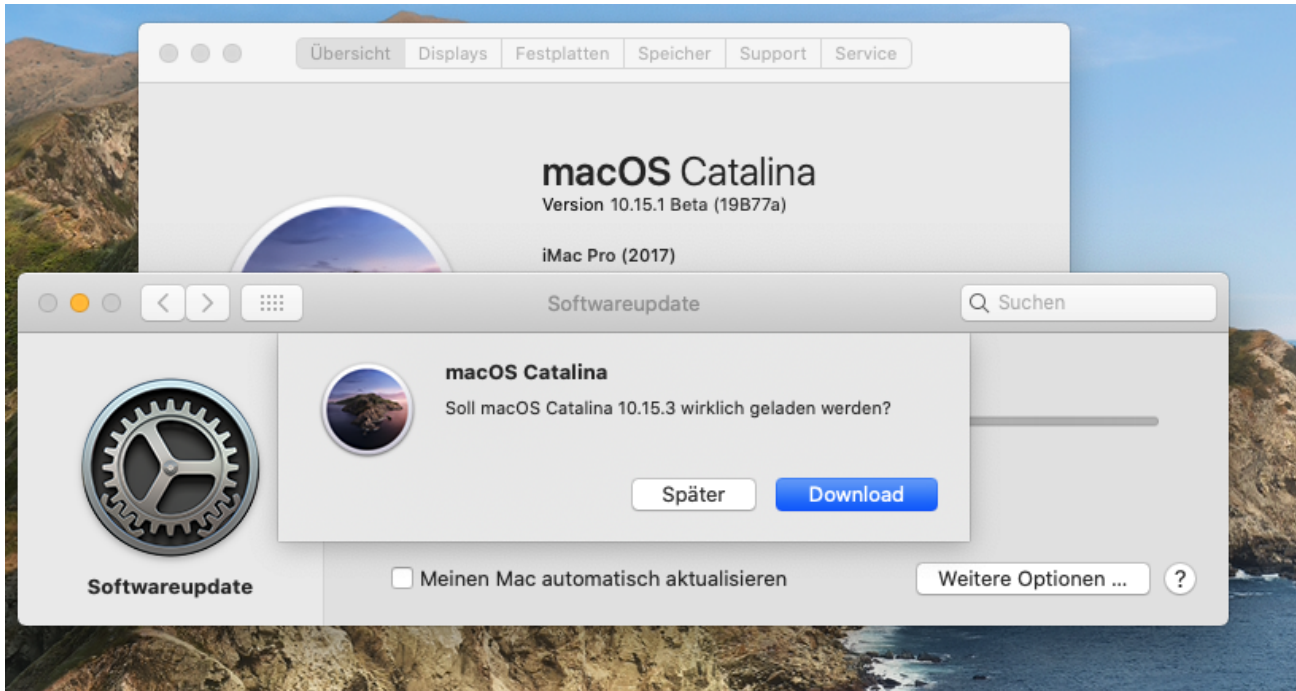 Übersicht Displays Festplatten Speicher Support Service
macOS Catalina
Version 10.15.1 Beta (19B77a)
iMac Pro (2017)
Softwareupdate
Suchen
macOS Catalina
Soll macOS Catalina 10.15.3 wirklich geladen werden?
Später Download
Softwareupdate
Meinen Mac automatisch aktualisieren
Weitere Optionen ... ?